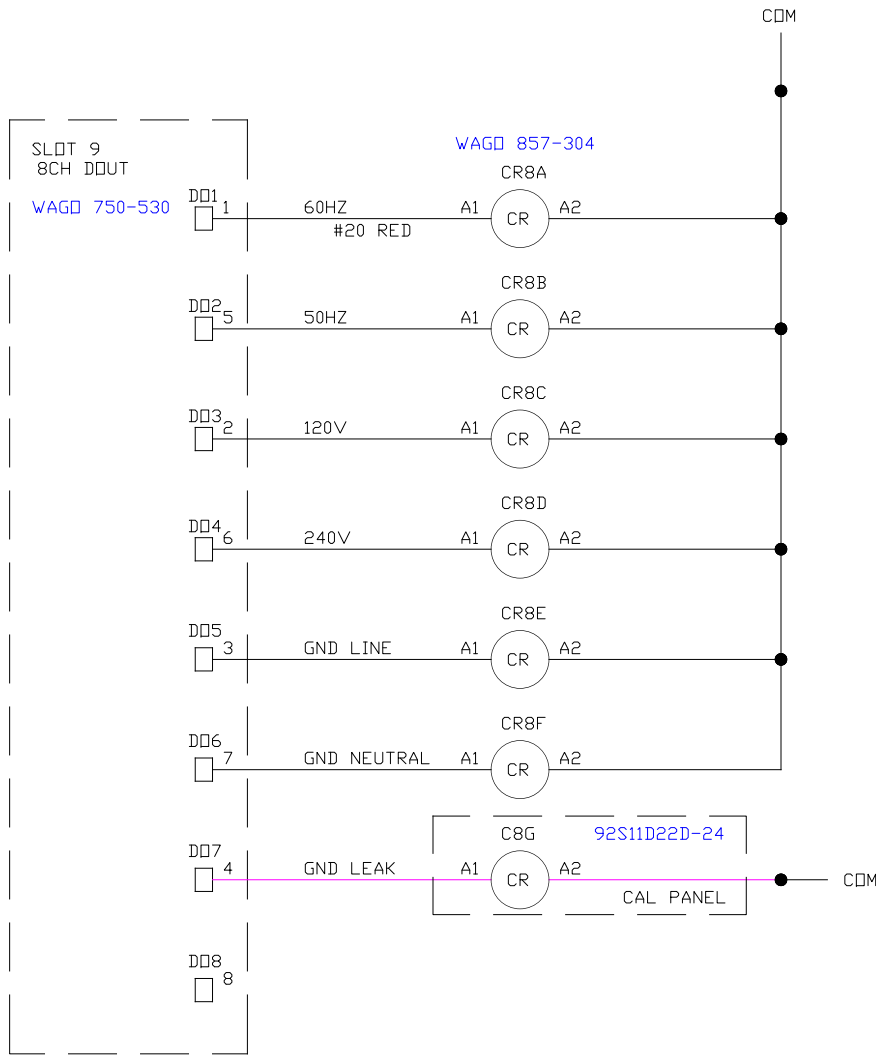 COM
SLOT 9
8CH DOUT
WAGO 750-530
WAGO 857-304
CR8A
DO1 1 60HZ A1 CR A2
#20 RED
CR8B
DO2 5 50HZ A1 CR A2
CR8C
DO3 2 120V A1 CR A2
CR8D
DO4 6 240V A1 CR A2
CR8E
DO5 3 GND LINE A1 CR A2
CR8F
DO6 7 GND NEUTRAL A1 CR A2
C8G 92S11D22D-24
DO7 4 GND LEAK A1 CR A2 COM
CAL PANEL
DO8 8